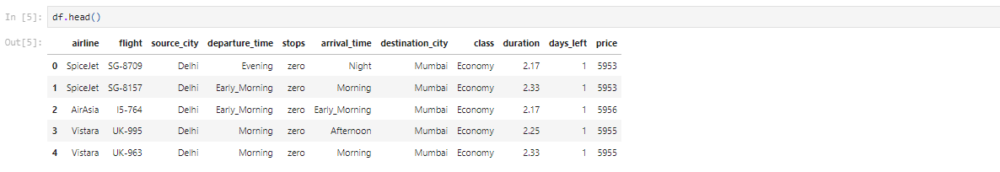 In [5]: df.head()
Out[5]:
airline flight source_city departure_time stops arrival_time destination_city class duration days_left price
0 SpiceJet SG-8709 Delhi Evening zero Night Mumbai Economy 2.17 1 5953
1 SpiceJet SG-8157 Delhi Early_Morning zero Morning Mumbai Economy 2.33 1 5953
2 AirAsia I5-764 Delhi Early_Morning zero Early_Morning Mumbai Economy 2.17 1 5956
3 Vistara UK-995 Delhi Morning zero Afternoon Mumbai Economy 2.25 1 5955
4 Vistara UK-963 Delhi Morning zero Morning Mumbai Economy 2.33 1 5955